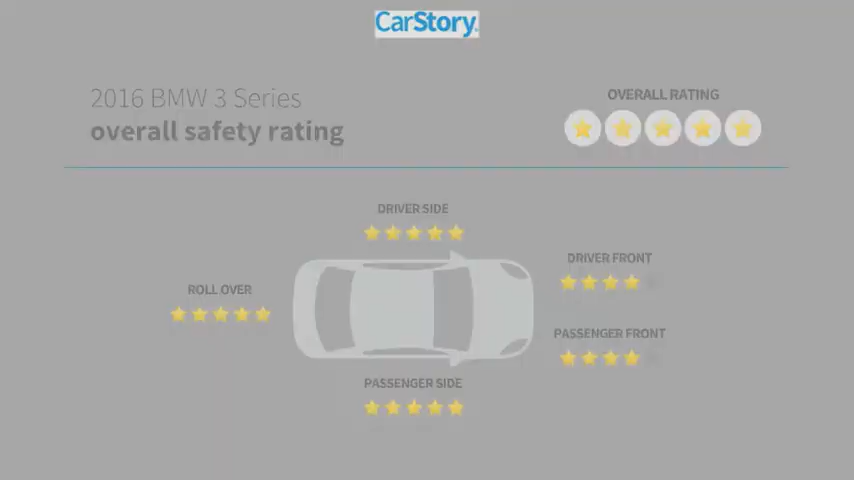 CarStory
2016 BMW 3 Series
overall safety rating
OVERALL RATING
DRIVER SIDE
DRIVER FRONT
ROLL OVER
PASSENGER FRONT
PASSENGER SIDE